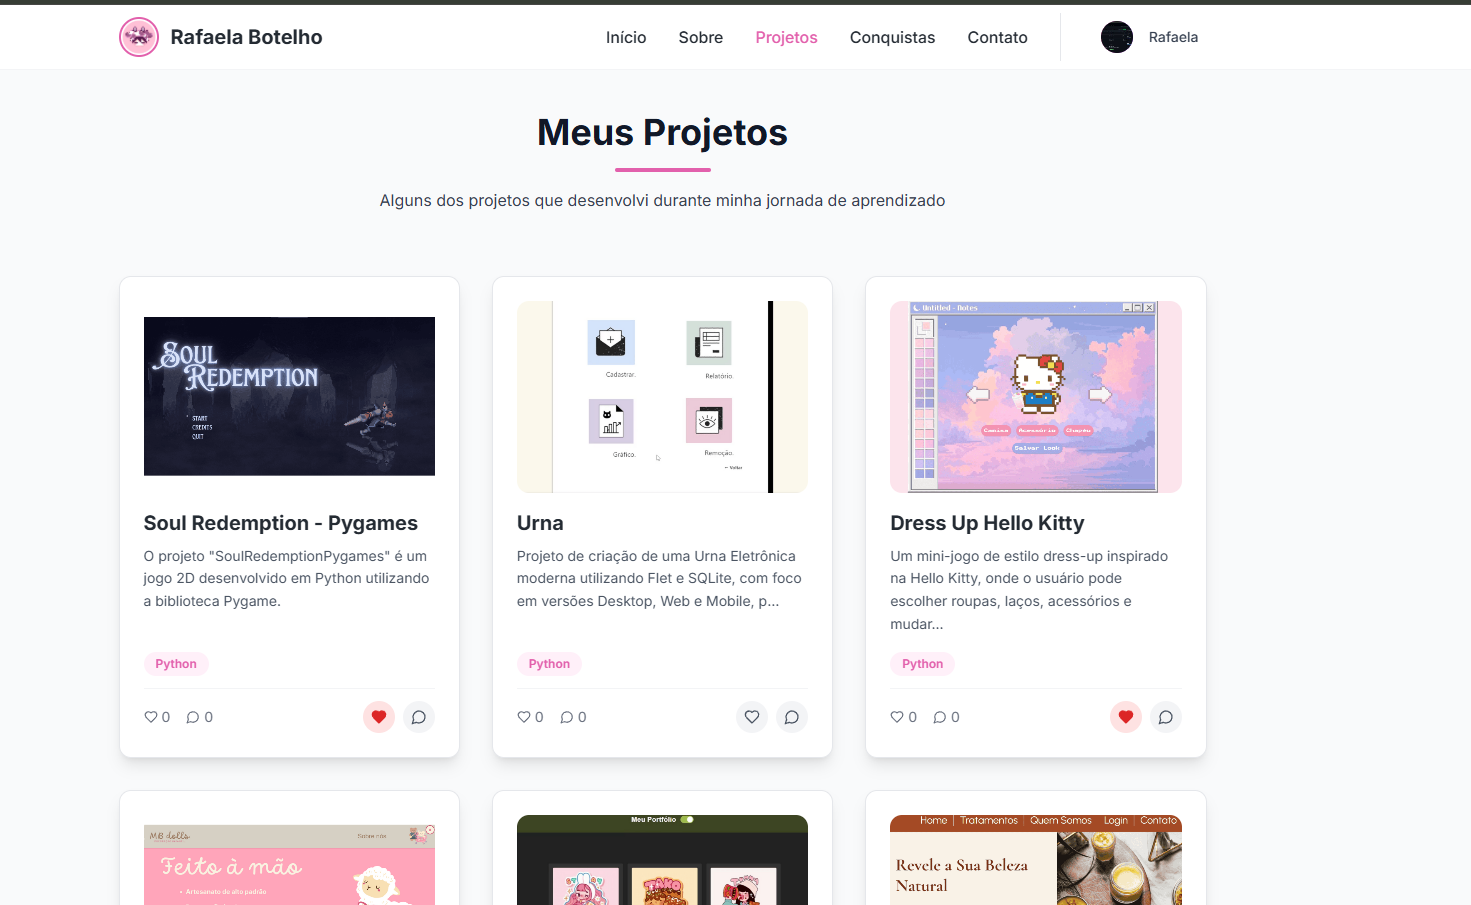 Rafaela Botelho
Início
Sobre
Projetos
Conquistas
Contato
Rafaela
Meus Projetos
Alguns dos projetos que desenvolvi durante minha jornada de aprendizado
SOUL
REDEMPTION
START
CREDITS
QUIT
Soul Redemption - Pygames
O projeto "SoulRedemptionPygames" é um
jogo 2D desenvolvido em Python utilizando
a biblioteca Pygame.
Python
0
0
Cadastrar.
Relatório.
Gráfico.
Remoção.
← Voltar
Urna
Projeto de criação de uma Urna Eletrônica
moderna utilizando Flet e SQLite, com foco
em versões Desktop, Web e Mobile, p...
Python
0
0
Untitled - Notes
Camisa
Acessório
Chapéu
Salvar Look
Dress Up Hello Kitty
Um mini-jogo de estilo dress-up inspirado
na Hello Kitty, onde o usuário pode
escolher roupas, laços, acessórios e
mudar...
Python
0
0
MB dolls
Sobre nós
Feito à mão
• Artesanato de alto padrão
Meu Portfólio
Home | Tratamentos | Quem Somos Login | Contato
Revele a Sua Beleza
Natural